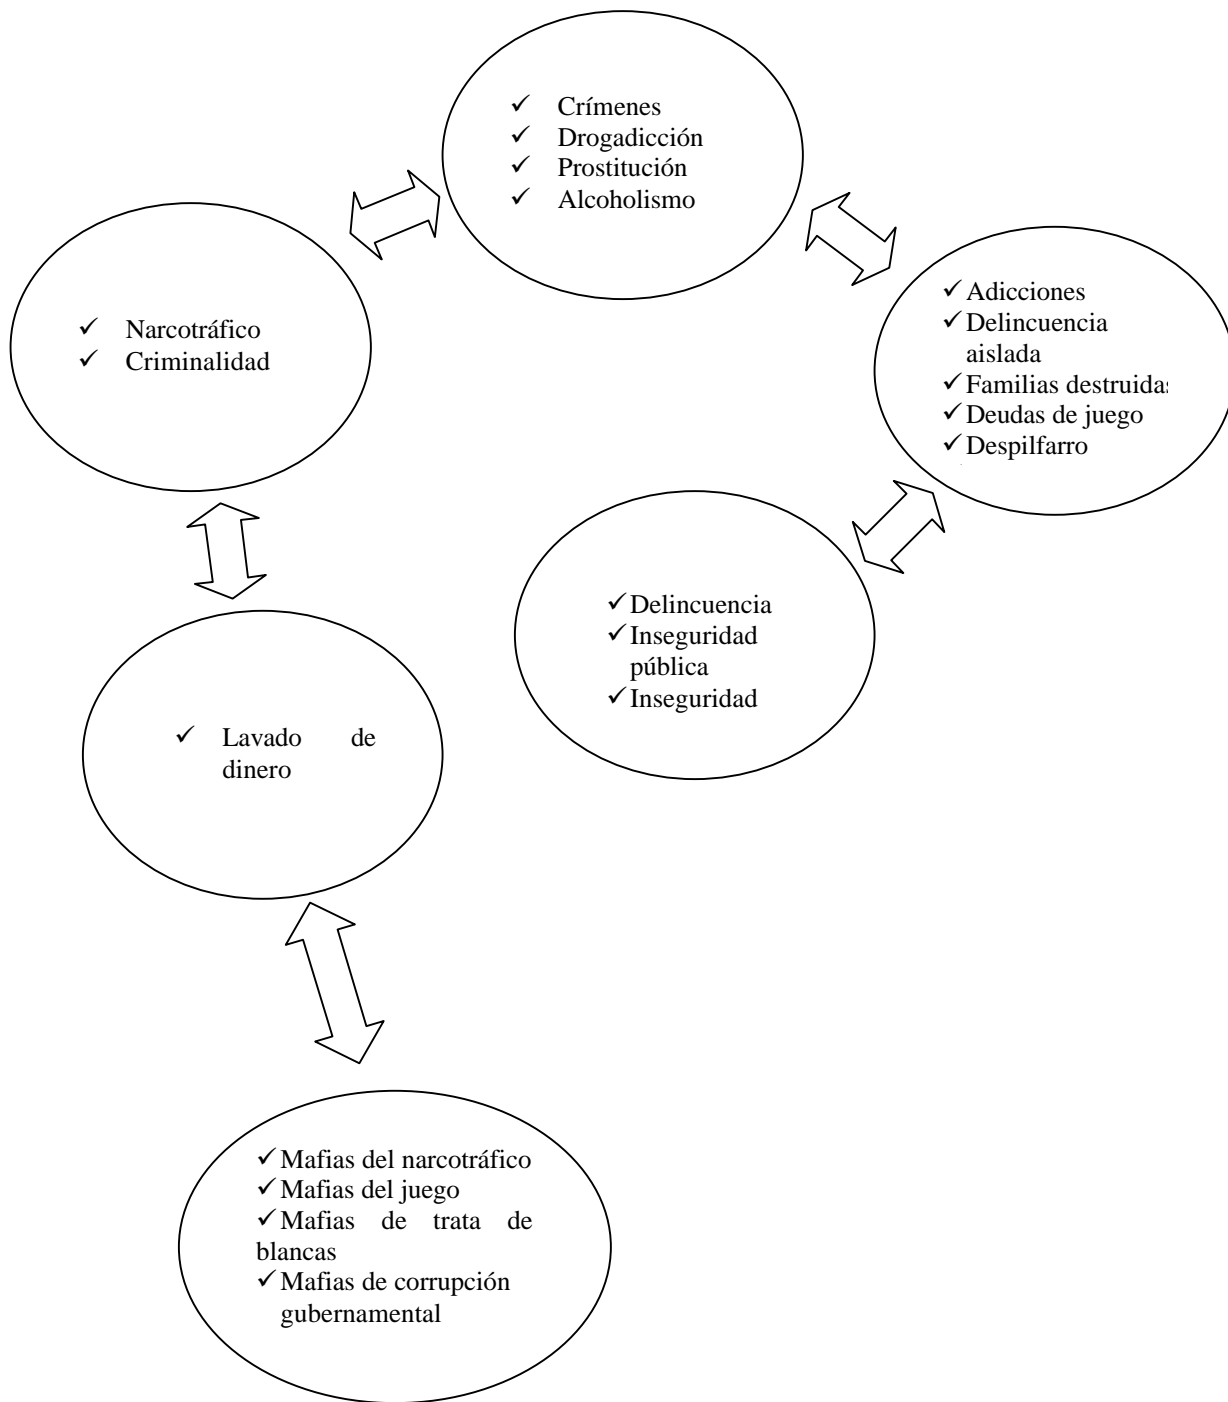 ✓ Crímenes
✓ Drogadicción
✓ Prostitución
✓ Alcoholismo
✓ Narcotráfico
✓ Criminalidad
✓ Adicciones
✓ Delincuencia
aislada
✓ Familias destruidas
✓ Deudas de juego
✓ Despilfarro
✓ Delincuencia
✓ Inseguridad
pública
✓ Inseguridad
✓ Lavado de
dinero
✓ Mafias del narcotráfico
✓ Mafias del juego
✓ Mafias de trata de
blancas
✓ Mafias de corrupción
gubernamental